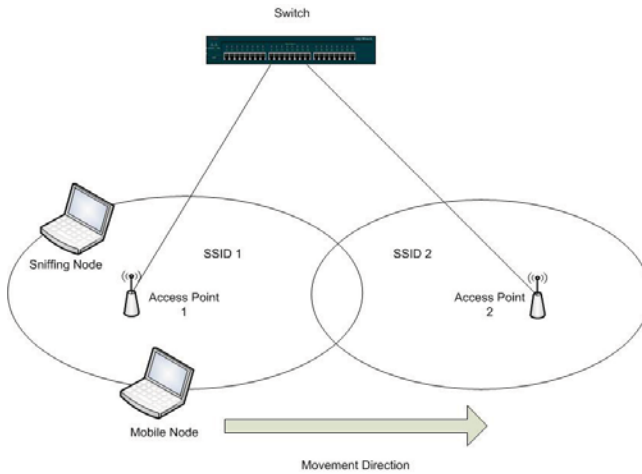 Switch
SSID 1
SSID 2
Sniffing Node
Access Point
1
Access Point
2
Mobile Node
Movement Direction